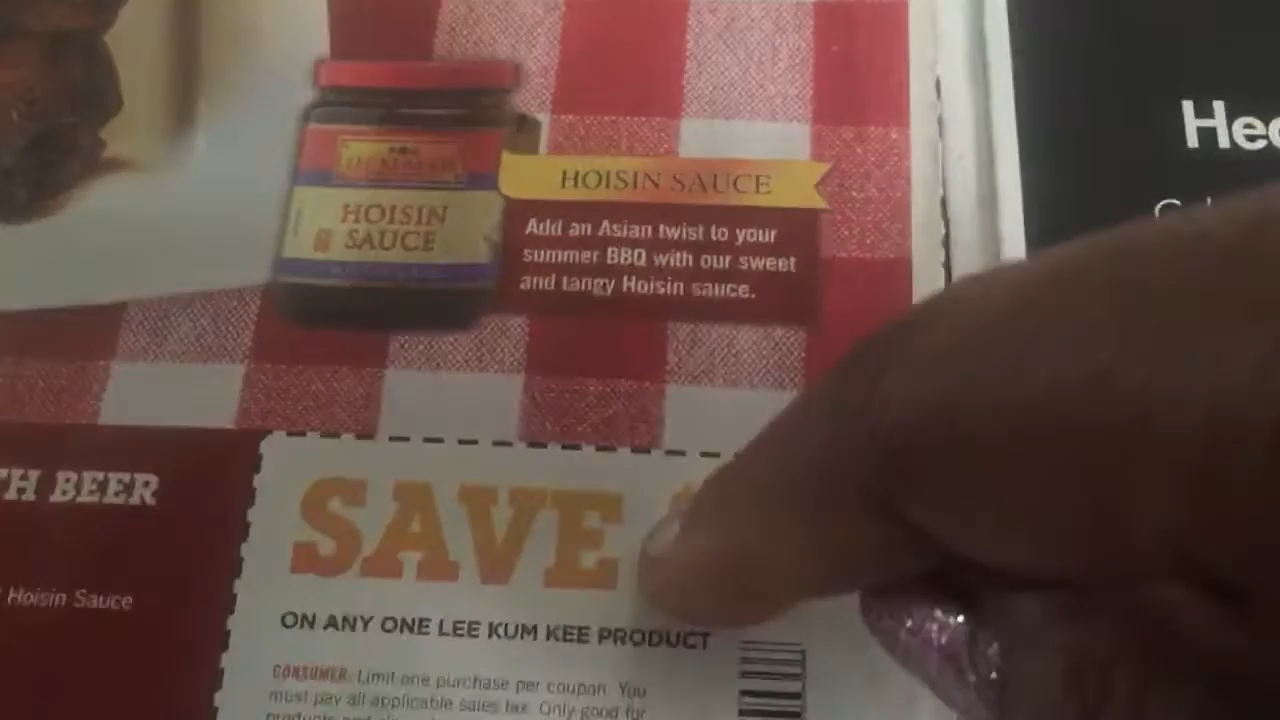 Hec
HOISIN SAUCE
HOISIN
SAUCE
Add an Asian twist to your
summer BBQ with our sweet
and tangy Hoisin sauce.
TH BEER
Hoisin Sauce
SAVE
ON ANY ONE LEE KUM KEE PRODUCT
CONSUMER: Limit one purchase per coupon. You
must pay all applicable sales tax. Only good for
products and